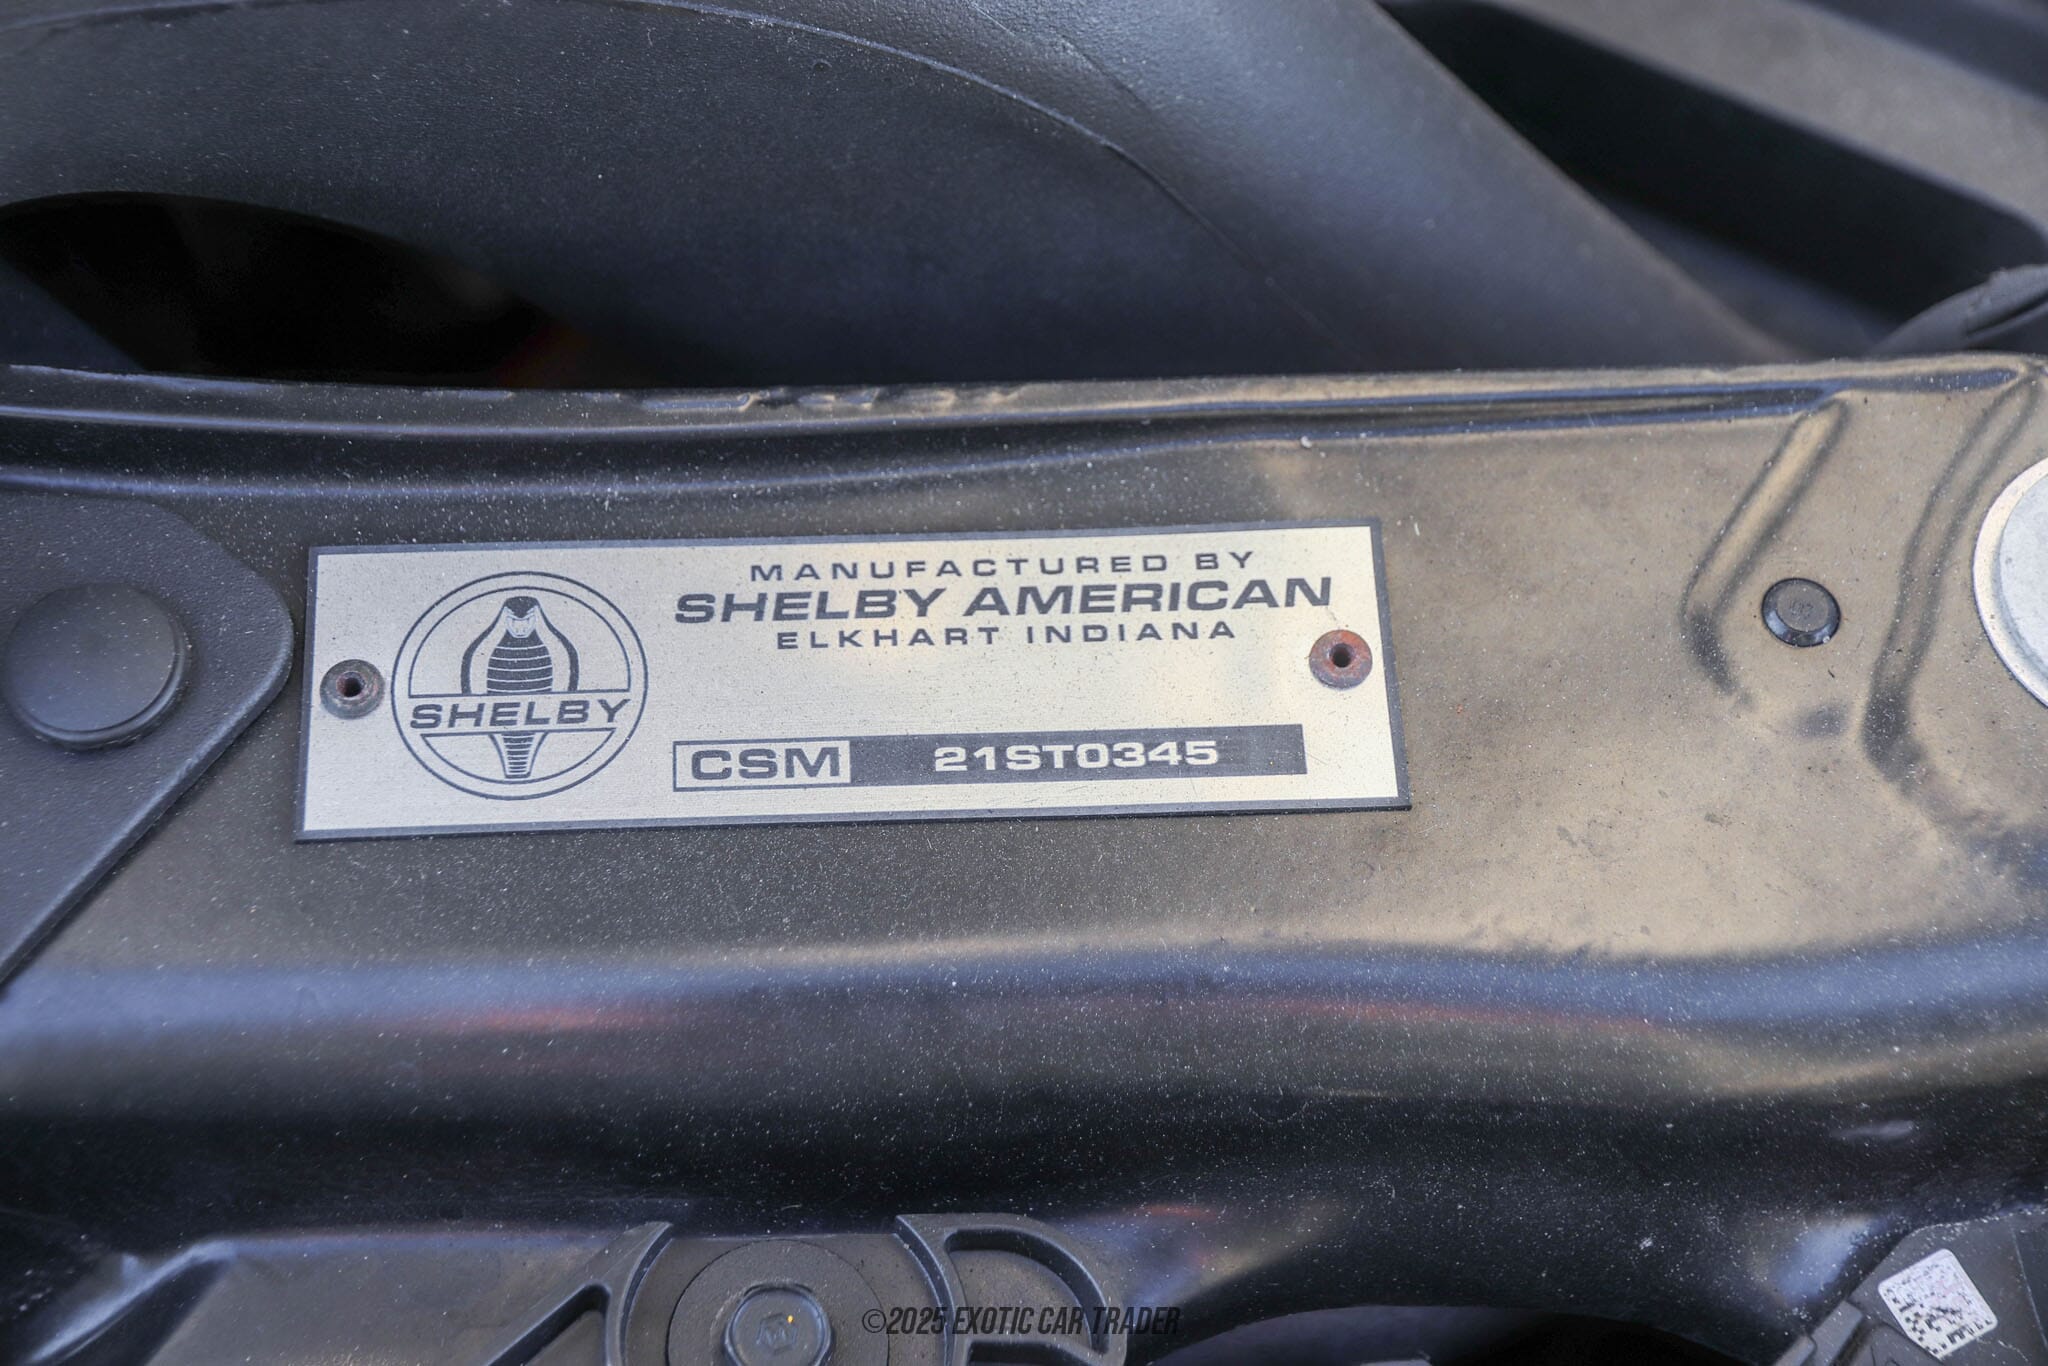 MANUFACTURED BY
SHELBY AMERICAN
ELKHART INDIANA
SHELBY
CSM 21ST0345
©2025 EXOTIC CAR TRADER